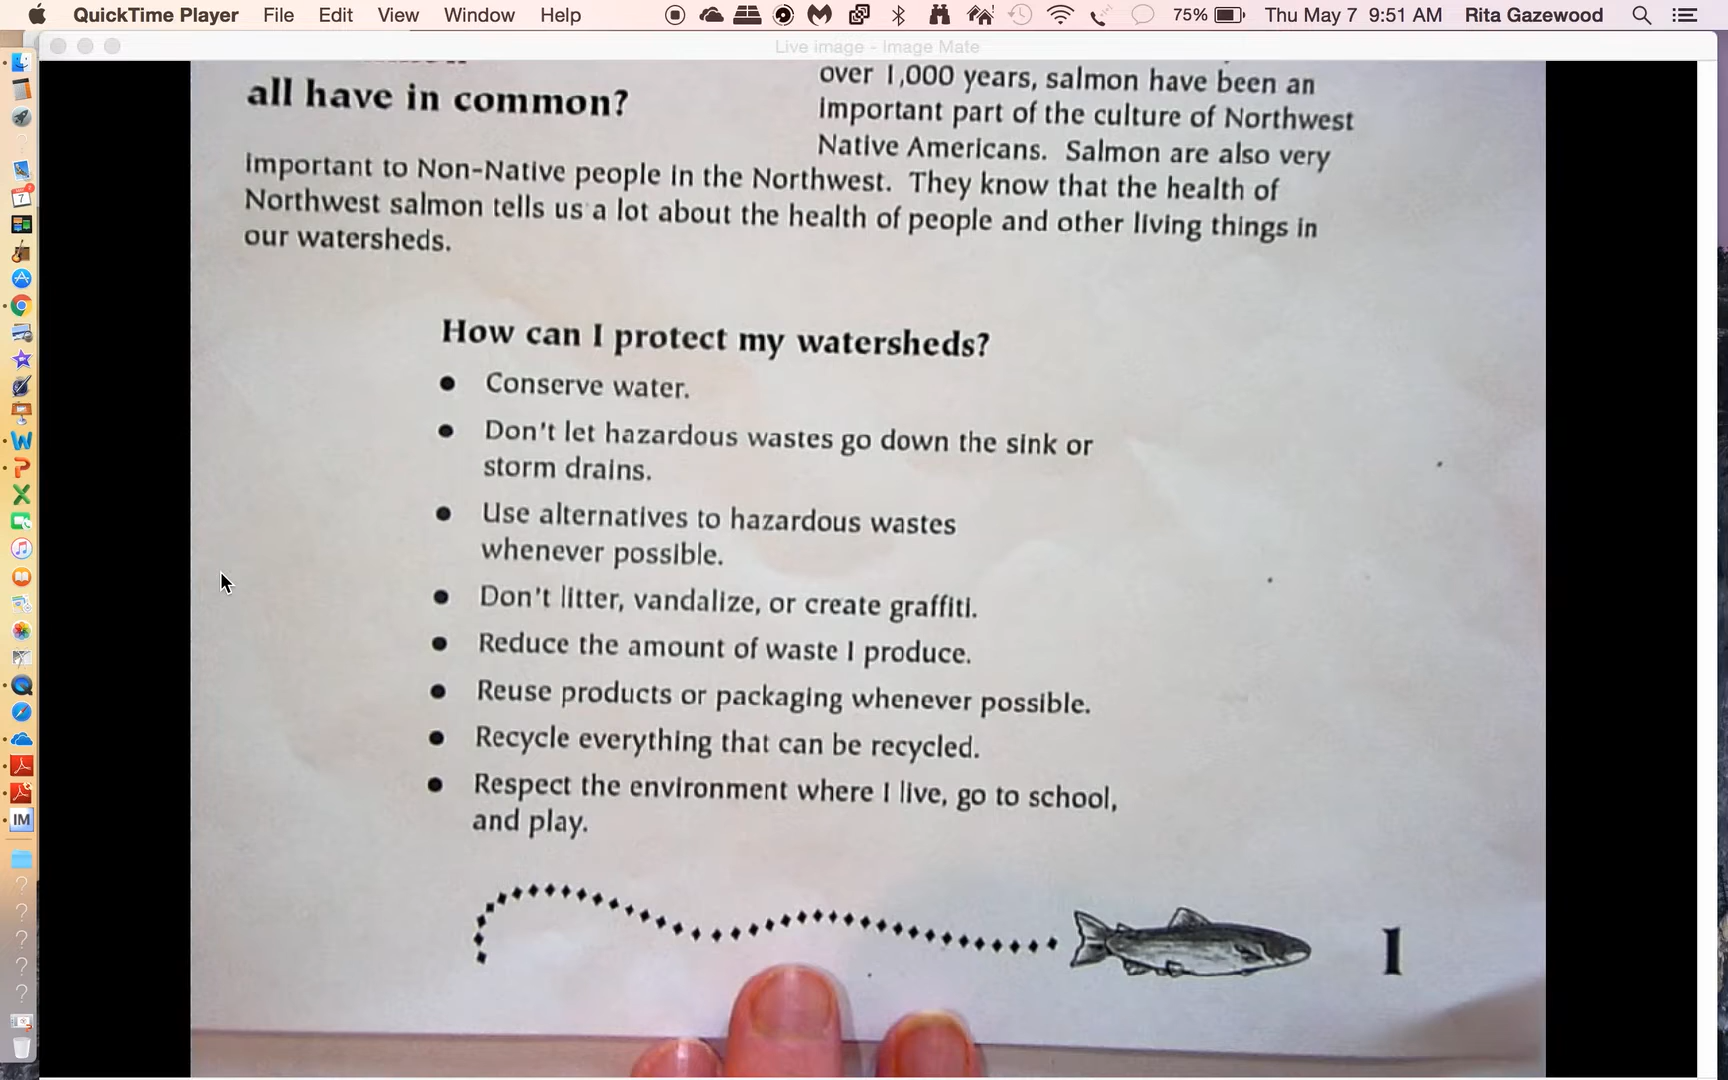 QuickTime Player File Edit View Window Help 75% Thu May 7 9:51 AM Rita Gazewood
Live image - Image Mate
all have in common?
over 1,000 years, salmon have been an
important part of the culture of Northwest
Native Americans. Salmon are also very
important to Non-Native people in the Northwest. They know that the health of
Northwest salmon tells us a lot about the health of people and other living things in
our watersheds.
How can I protect my watersheds?
● Conserve water.
● Don't let hazardous wastes go down the sink or
storm drains.
● Use alternatives to hazardous wastes
whenever possible.
● Don't litter, vandalize, or create graffiti.
● Reduce the amount of waste I produce.
● Reuse products or packaging whenever possible.
● Recycle everything that can be recycled.
● Respect the environment where I live, go to school,
and play.
1
IM